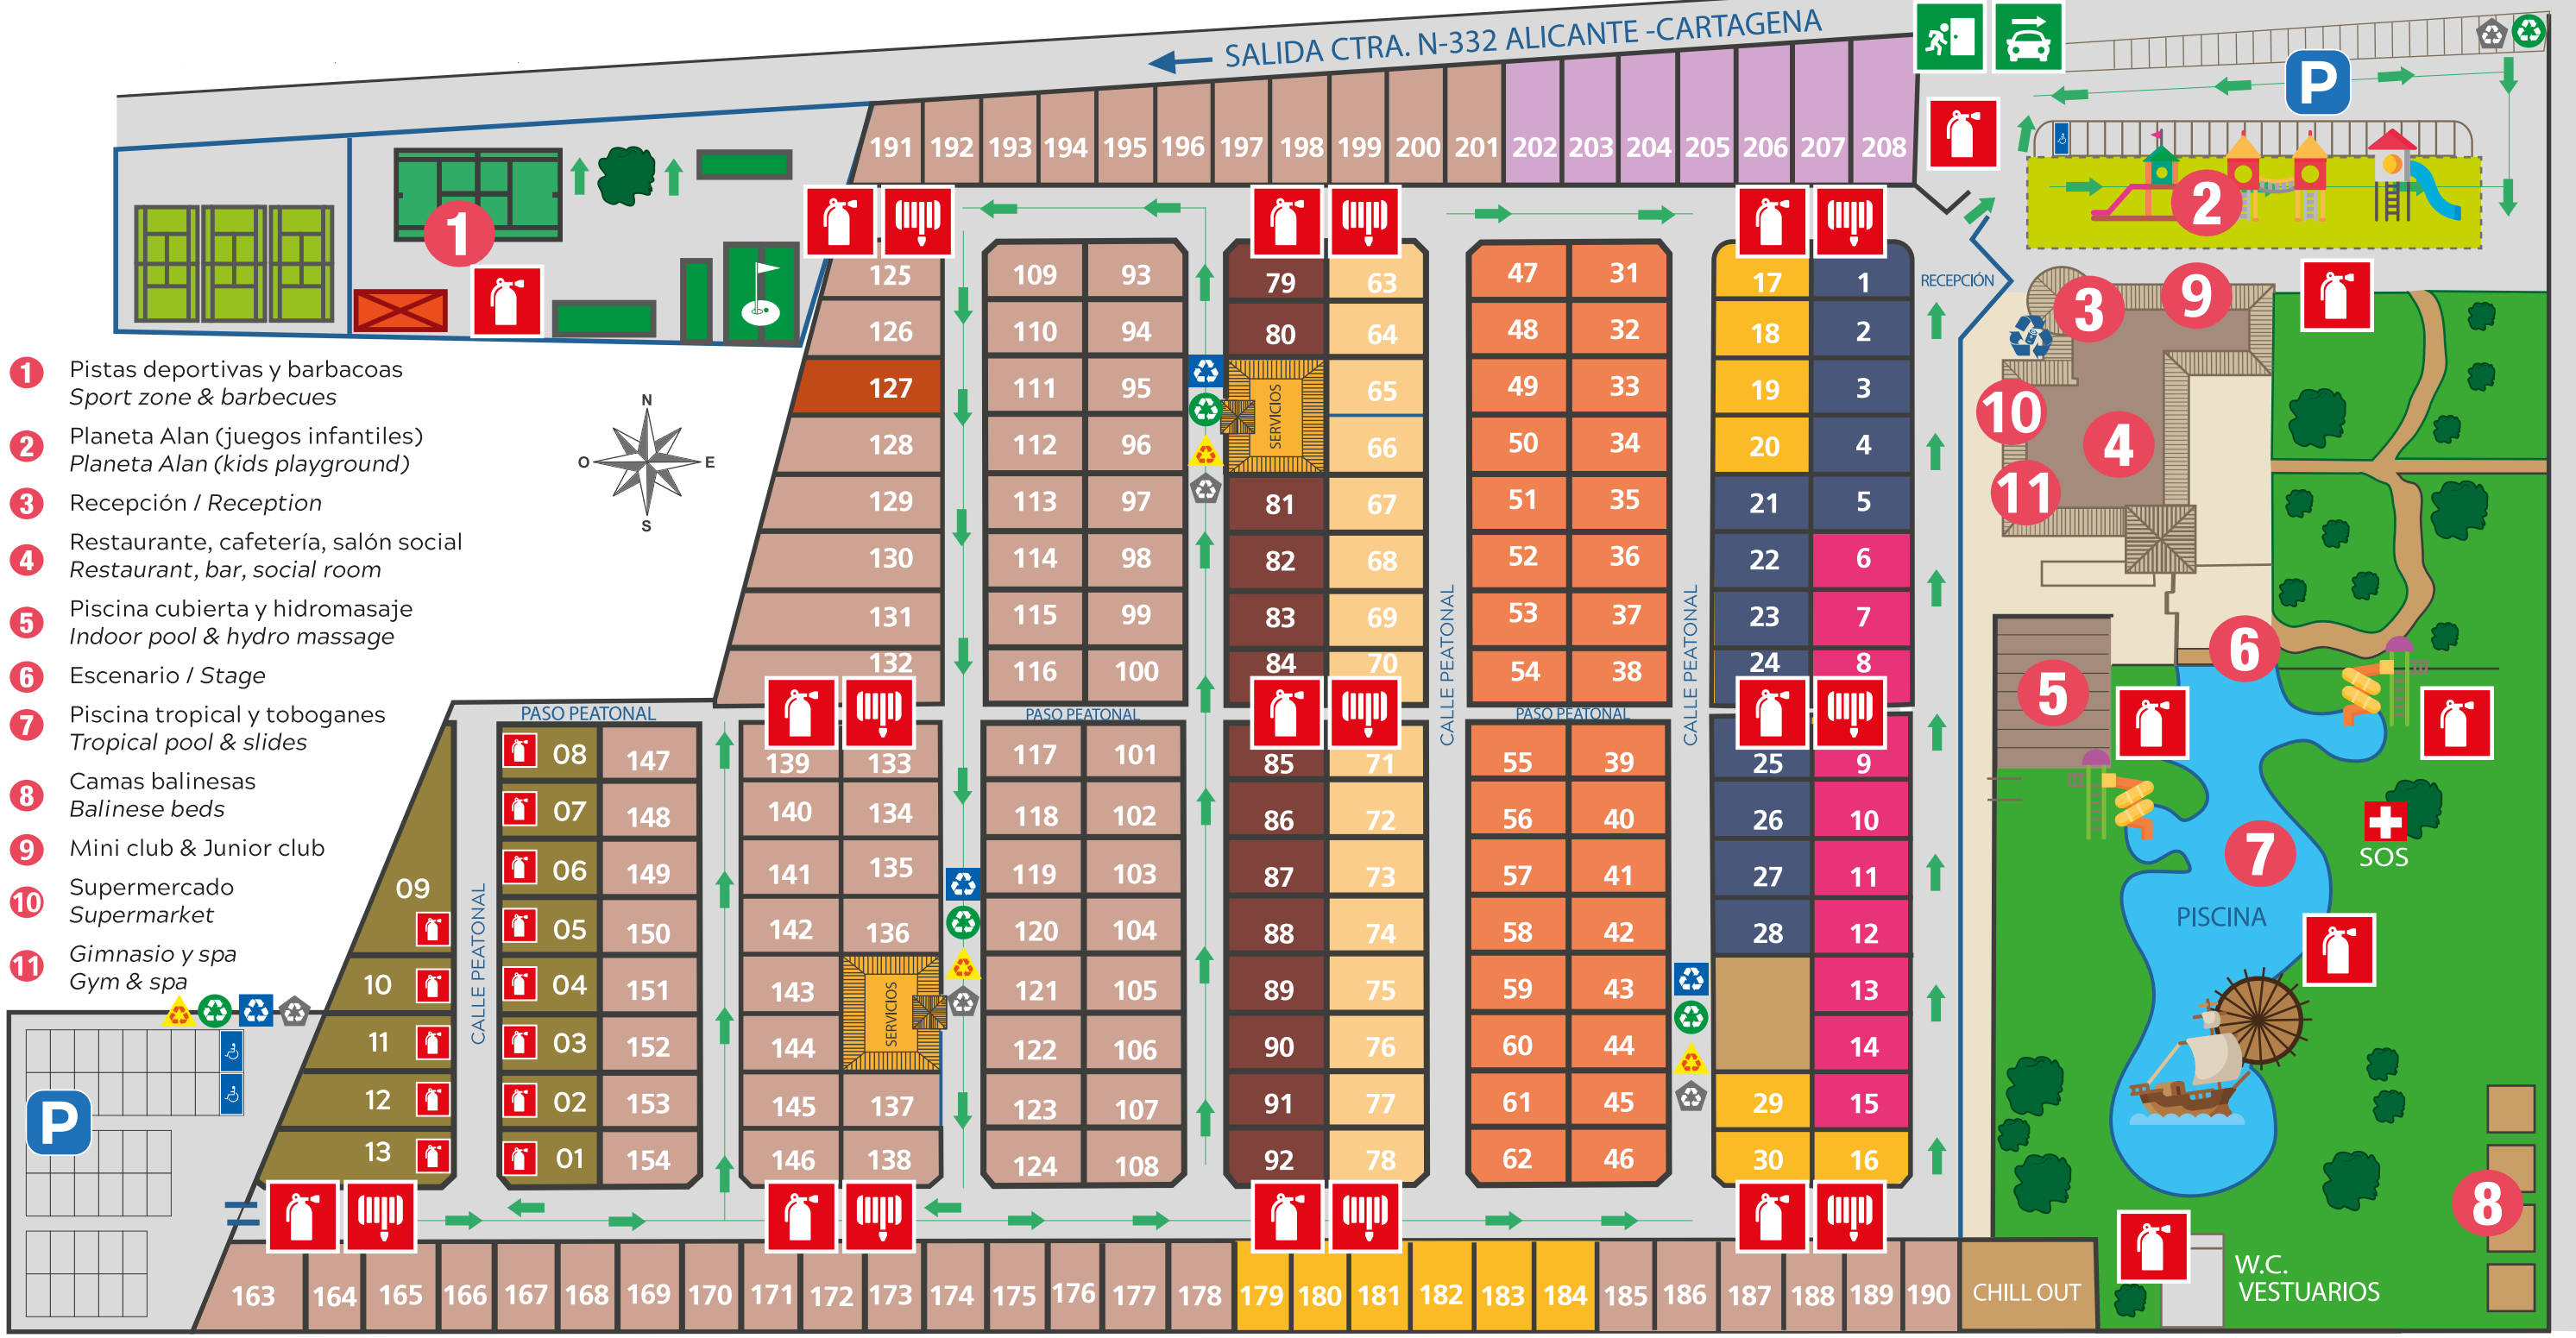 SALIDA CTRA. N-332 ALICANTE -CARTAGENA
P
191 192 193 194 195 196 197 198 199 200 201 202 203 204 205 206 207 208
1
2
RECEPCIÓN
3
9
10
4
11
5
6
7
8
SOS
PISCINA
W.C.
VESTUARIOS
CHILL OUT
1 Pistas deportivas y barbacoas
Sport zone & barbecues
2 Planeta Alan (juegos infantiles)
Planeta Alan (kids playground)
3 Recepción / Reception
4 Restaurante, cafetería, salón social
Restaurant, bar, social room
5 Piscina cubierta y hidromasaje
Indoor pool & hydro massage
6 Escenario / Stage
7 Piscina tropical y toboganes
Tropical pool & slides
8 Camas balinesas
Balinese beds
9 Mini club & Junior club
10 Supermercado
Supermarket
11 Gimnasio y spa
Gym & spa
N
O E
S
125 109 93 79 63 47 31 17 1
126 110 94 80 64 48 32 18 2
127 111 95 65 49 33 19 3
SERVICIOS
128 112 96 66 50 34 20 4
129 113 97 81 67 51 35 21 5
130 114 98 82 68 52 36 22 6
131 115 99 83 69 53 37 23 7
132 116 100 84 70 54 38 24 8
CALLE PEATONAL
CALLE PEATONAL
PASO PEATONAL
PASO PEATONAL
PASO PEATONAL
08 147 139 133 117 101 85 71 55 39 25 9
07 148 140 134 118 102 86 72 56 40 26 10
09 06 149 141 135 119 103 87 73 57 41 27 11
CALLE PEATONAL
05 150 142 136 120 104 88 74 58 42 28 12
10 04 151 143 121 105 89 75 59 43 13
SERVICIOS
11 03 152 144 122 106 90 76 60 44 14
12 02 153 145 137 123 107 91 77 61 45 29 15
13 01 154 146 138 124 108 92 78 62 46 30 16
P
163 164 165 166 167 168 169 170 171 172 173 174 175 176 177 178 179 180 181 182 183 184 185 186 187 188 189 190